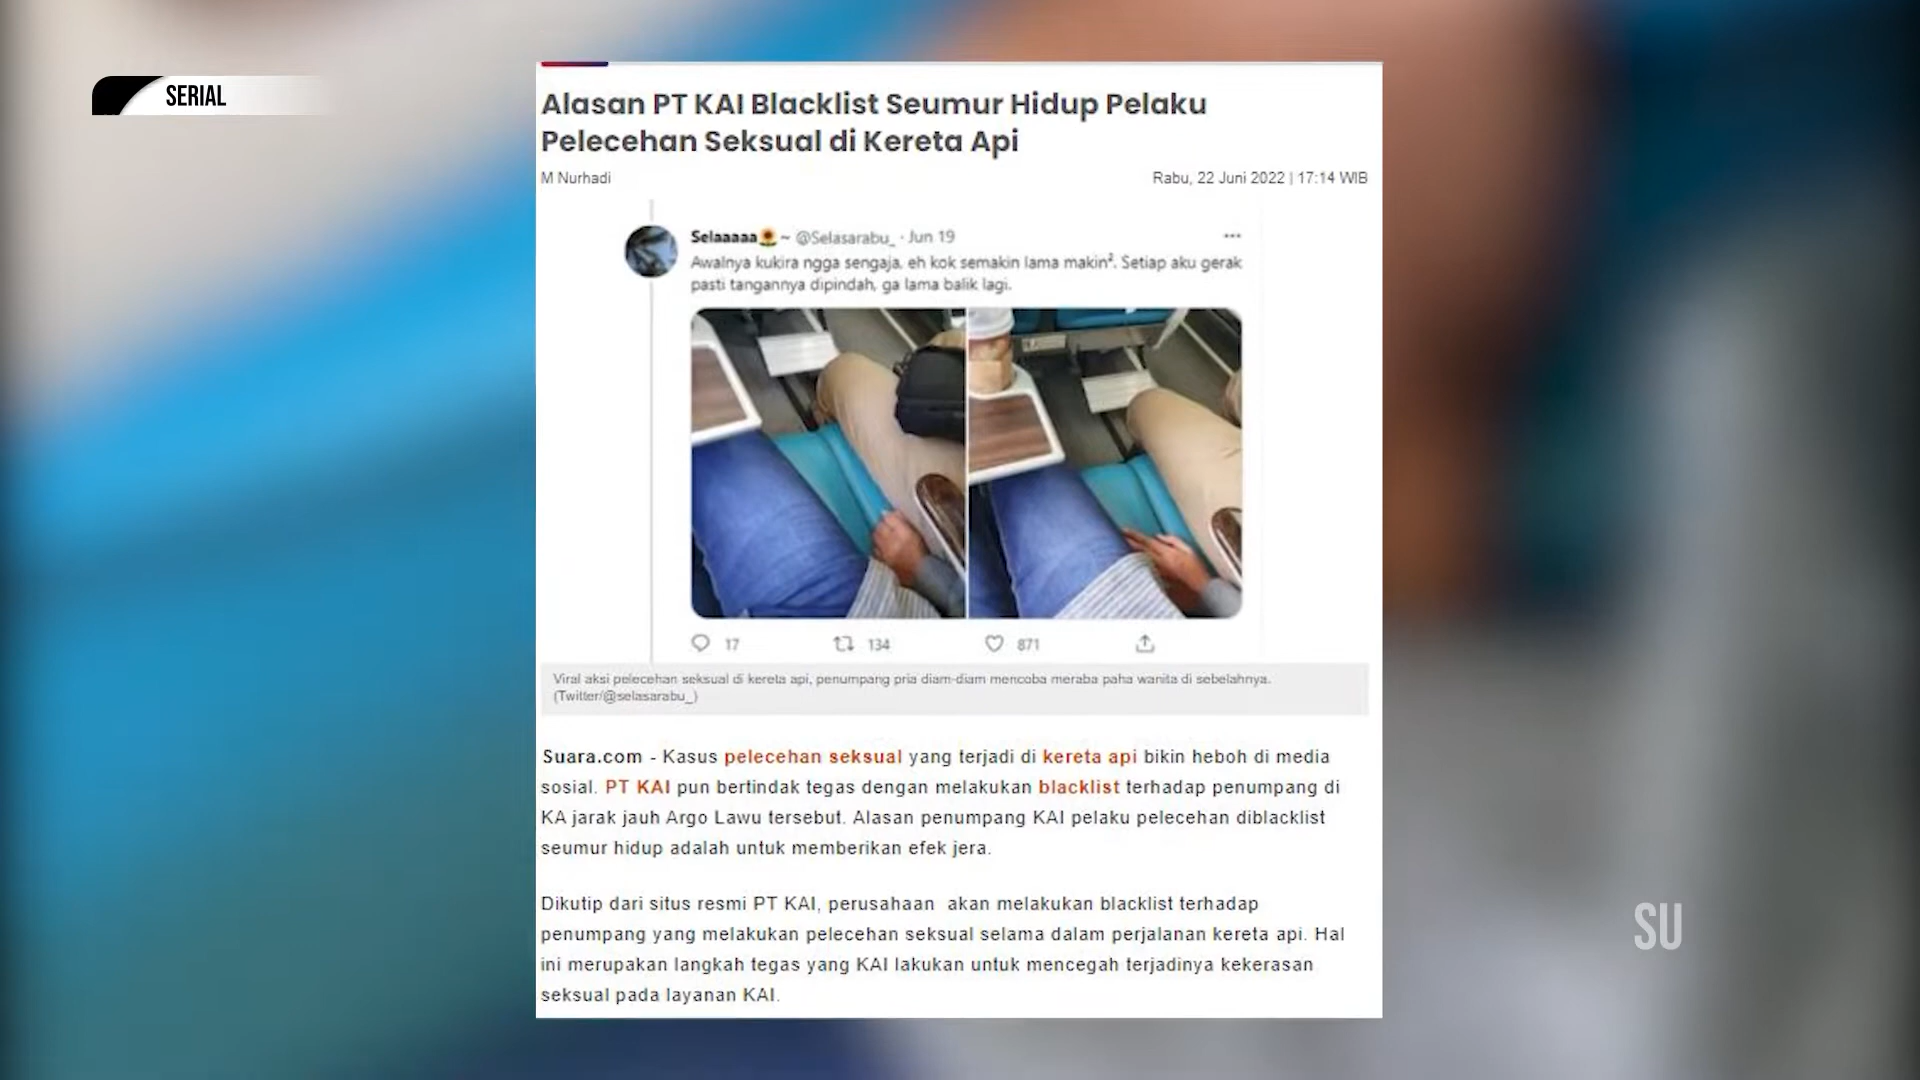 SERIAL
Alasan PT KAI Blacklist Seumur Hidup Pelaku
Pelecehan Seksual di Kereta Api
M Nurhadi
Rabu, 22 Juni 2022 | 17:14 WIB
Selaaaaa🌻 ~ @Selasarabu_ · Jun 19
Awalnya kukira ngga sengaja, eh kok semakin lama makin². Setiap aku gerak
pasti tangannya dipindah, ga lama balik lagi.
17 134 871
Viral aksi pelecehan seksual di kereta api, penumpang pria diam-diam mencoba meraba paha wanita di sebelahnya.
(Twitter/@selasarabu_)
Suara.com - Kasus pelecehan seksual yang terjadi di kereta api bikin heboh di media
sosial. PT KAI pun bertindak tegas dengan melakukan blacklist terhadap penumpang di
KA jarak jauh Argo Lawu tersebut. Alasan penumpang KAI pelaku pelecehan diblacklist
seumur hidup adalah untuk memberikan efek jera.
Dikutip dari situs resmi PT KAI, perusahaan akan melakukan blacklist terhadap
penumpang yang melakukan pelecehan seksual selama dalam perjalanan kereta api. Hal
ini merupakan langkah tegas yang KAI lakukan untuk mencegah terjadinya kekerasan
seksual pada layanan KAI.
SU